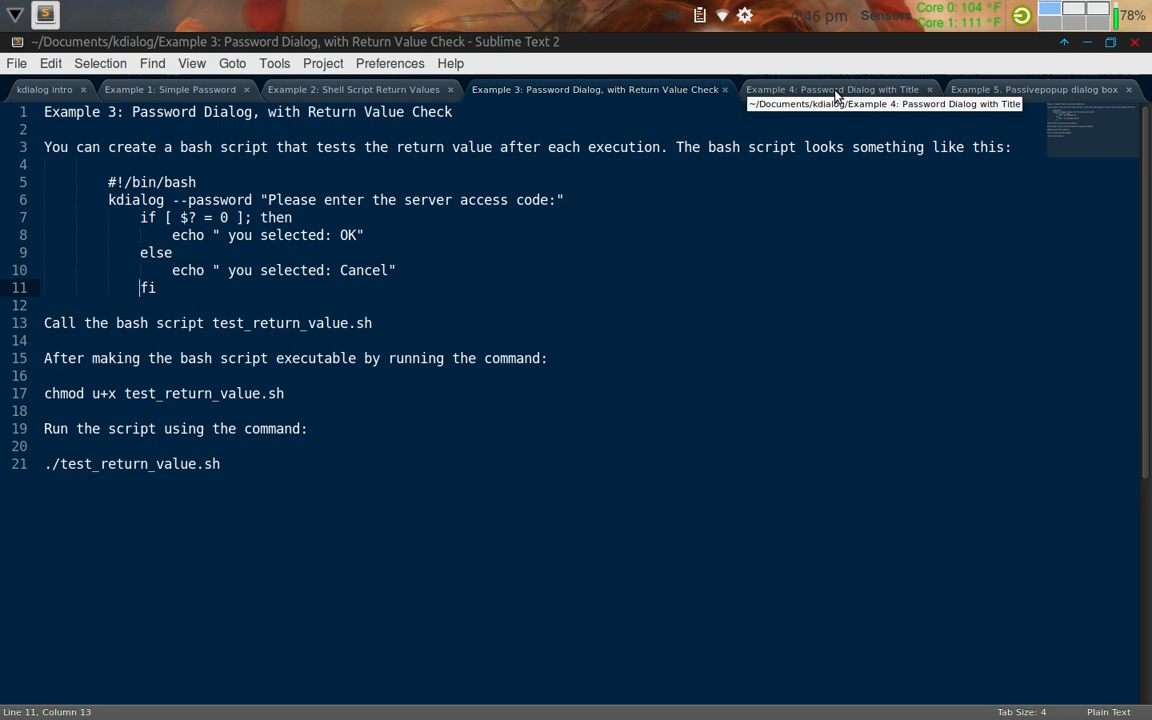 4:46 pm Sensors Core 0: 104 °F
Core 1: 111 °F
78%
~/Documents/kdialog/Example 3: Password Dialog, with Return Value Check - Sublime Text 2
File Edit Selection Find View Goto Tools Project Preferences Help
kdialog intro × Example 1: Simple Password × Example 2: Shell Script Return Values × Example 3: Password Dialog, with Return Value Check × Example 4: Password Dialog with Title × Example 5. Passivepopup dialog box ×
~/Documents/kdialog/Example 4: Password Dialog with Title
1 Example 3: Password Dialog, with Return Value Check
2
3 You can create a bash script that tests the return value after each execution. The bash script looks something like this:
4
5 #!/bin/bash
6 kdialog --password "Please enter the server access code:"
7 if [ $? = 0 ]; then
8 echo " you selected: OK"
9 else
10 echo " you selected: Cancel"
11 fi
12
13 Call the bash script test_return_value.sh
14
15 After making the bash script executable by running the command:
16
17 chmod u+x test_return_value.sh
18
19 Run the script using the command:
20
21 ./test_return_value.sh
Line 11, Column 13 Tab Size: 4 Plain Text